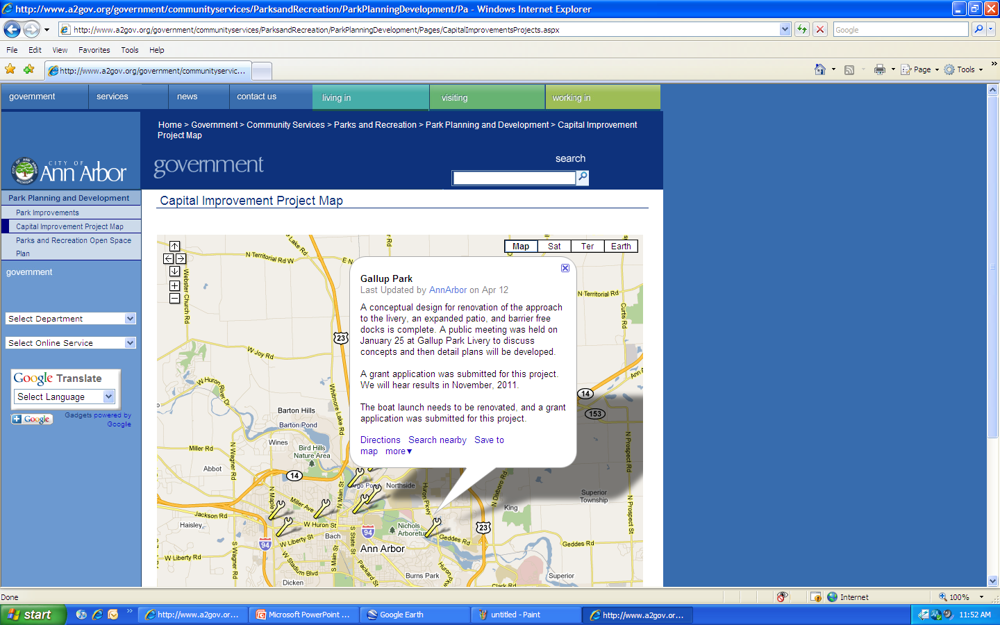 http://www.a2gov.org/government/communityservices/ParksandRecreation/ParkPlanningDevelopment/Pa - Windows Internet Explorer
http://www.a2gov.org/government/communityservices/ParksandRecreation/ParkPlanningDevelopment/Pages/CapitalImprovementsProjects.aspx
Google
File Edit View Favorites Tools Help
http://www.a2gov.org/government/communityservic...
Page Tools
government services news contact us living in visiting working in
Home > Government > Community Services > Parks and Recreation > Park Planning and Development > Capital Improvement
Project Map
CITY OF
Ann Arbor
government
search
Park Planning and Development
Park Improvements
Capital Improvement Project Map
Parks and Recreation Open Space
Plan
government
Select Department
Select Online Service
Google Translate
Select Language
Google
Gadgets powered by
Google
Capital Improvement Project Map
Map Sat Ter Earth
Gallup Park
Last Updated by AnnArbor on Apr 12
A conceptual design for renovation of the approach
to the livery, an expanded patio, and barrier free
docks is complete. A public meeting was held on
January 25 at Gallup Park Livery to discuss
concepts and then detail plans will be developed.
A grant application was submitted for this project.
We will hear results in November, 2011.
The boat launch needs to be renovated, and a grant
application was submitted for this project.
Directions Search nearby Save to
map more▼
Lake Rd
N Territorial Rd W
E N
Rd
Webster Church Rd
N Territorial Rd
Curtis Rd
23
W Joy Rd
W Huron River Dr
Whitmore Lake Rd
14
153
Ann
Barton Hills
Barton Pond
Wines
Bird Hills
Nature Area
Miller Rd
N Wagner Rd
Abbot
14
N Main St
Northside
Huron Pkwy
N Dixboro Rd
N Prospect Rd
Superior
Township
N Maple
Miller Ave
King
Jackson Rd
Haisley
W Huron St
Nichols
Arboretum
23
N Prospect St
94
W Liberty St
Bach
S State St
94
Geddes Rd
Geddes Rd
W Liberty Rd
S Wagner Rd
Ann Arbor
W Stadium Blvd
S Main St
Packard St
Burns Park
Huron Pkwy
Superior
Dicken
Clark Rd
Done
Internet
100%
start
http://www.a2gov.or...
Microsoft PowerPoint ...
Google Earth
untitled - Paint
http://www.a2gov.or...
11:52 AM